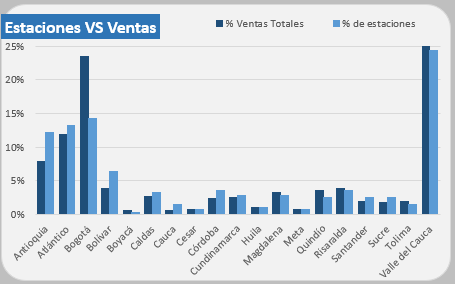 Estaciones VS Ventas
% Ventas Totales
% de estaciones
25%
20%
15%
10%
5%
0%
Antioquia
Atlántico
Bogotá
Bolívar
Boyacá
Caldas
Cauca
Cesar
Córdoba
Cundinamarca
Huila
Magdalena
Meta
Quindío
Risaralda
Santander
Sucre
Tolima
Valle del Cauca